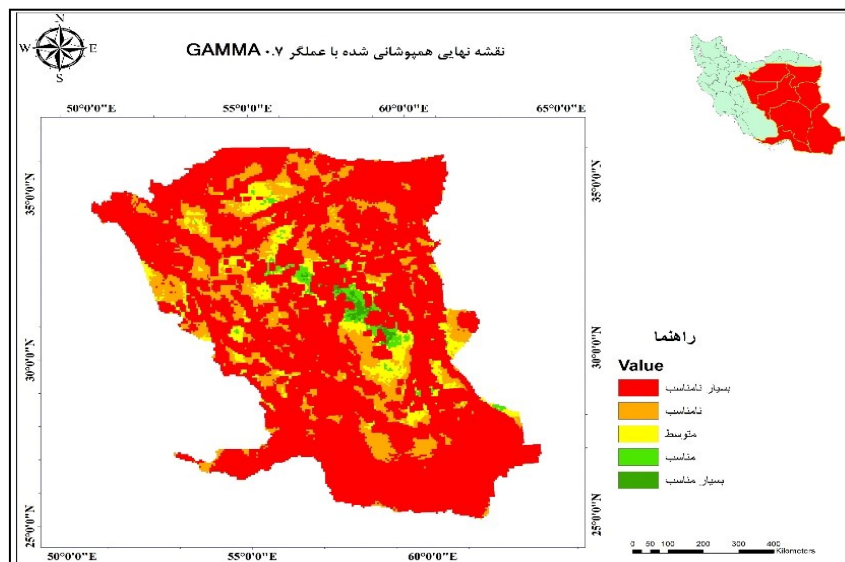 N
W E
S
نقشه نهایی همپوشانی شده با عملگر GAMMA ۰.۷
50°0'0"E 55°0'0"E 60°0'0"E 65°0'0"E
35°0'0"N 35°0'0"N
30°0'0"N 30°0'0"N
25°0'0"N 25°0'0"N
50°0'0"E 55°0'0"E 60°0'0"E
راهنما
Value
بسیار نامناسب
نامناسب
متوسط
مناسب
بسیار مناسب
0 50 100 200 300 400
Kilometers